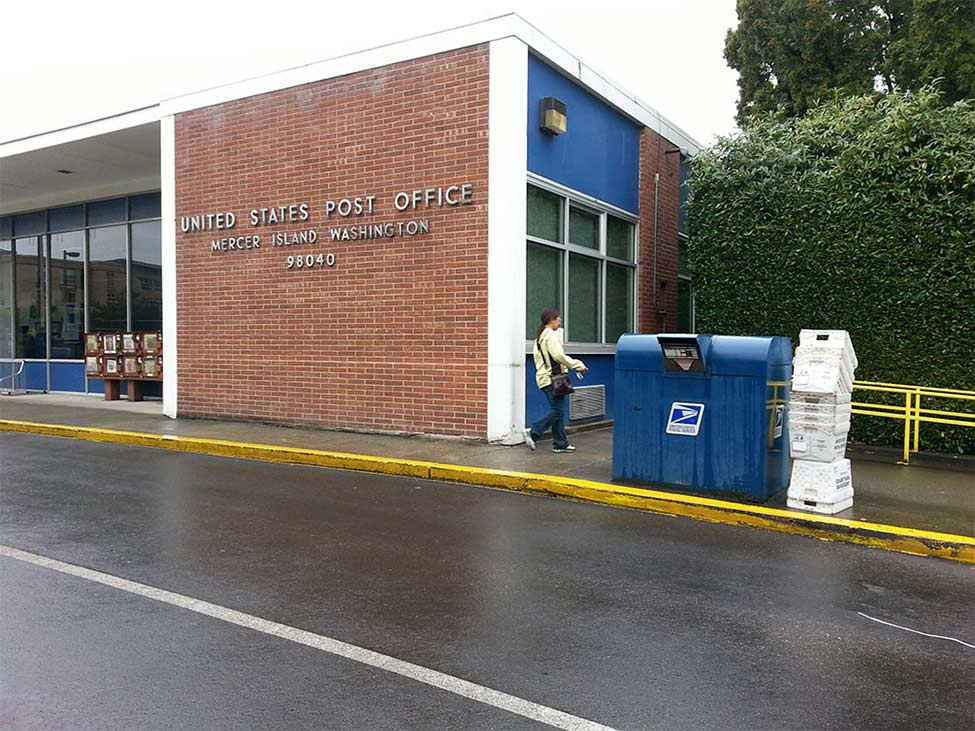 UNITED STATES POST OFFICE
MERCER ISLAND WASHINGTON
98040